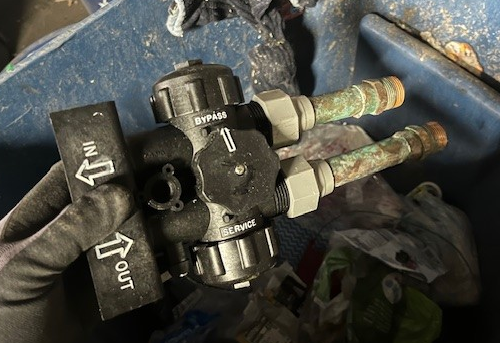 BYPASS
IN
SERVICE
OUT